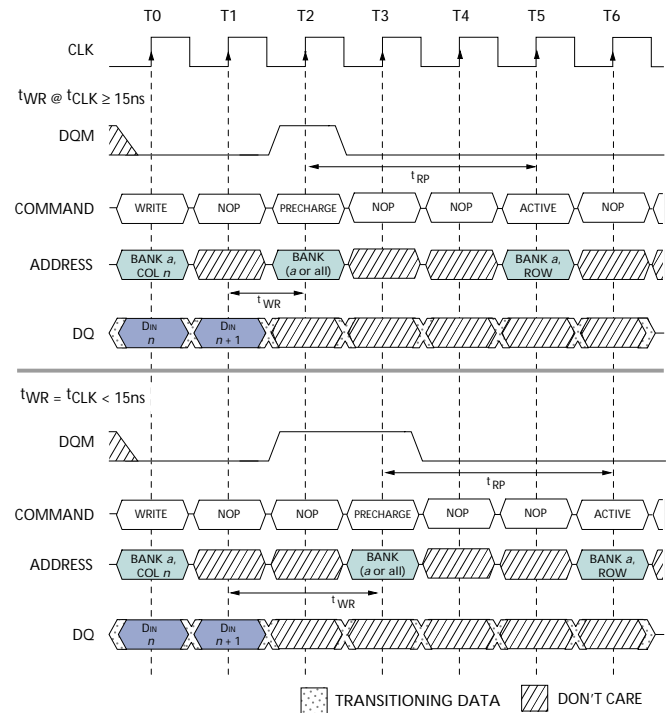 T0 T1 T2 T3 T4 T5 T6
CLK
tWR @ tCLK ≥ 15ns
DQM
tRP
COMMAND WRITE NOP PRECHARGE NOP NOP ACTIVE NOP
ADDRESS BANK a, COL n BANK (a or all) BANK a, ROW
tWR
DQ DIN n DIN n + 1
tWR = tCLK < 15ns
DQM
tRP
COMMAND WRITE NOP NOP PRECHARGE NOP NOP ACTIVE
ADDRESS BANK a, COL n BANK (a or all) BANK a, ROW
tWR
DQ DIN n DIN n + 1
TRANSITIONING DATA DON'T CARE